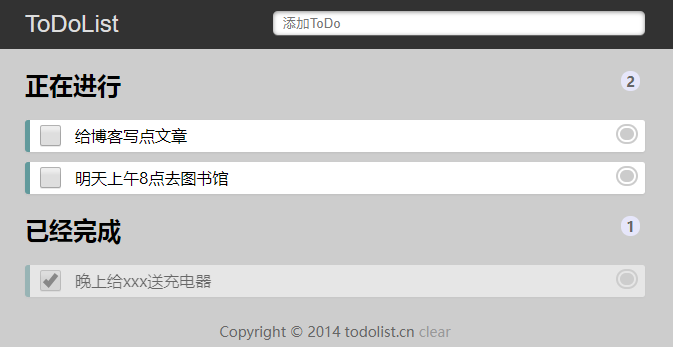 ToDoList
添加ToDo
正在进行
2
给博客写点文章
明天上午8点去图书馆
已经完成
1
晚上给xxx送充电器
Copyright © 2014 todolist.cn clear